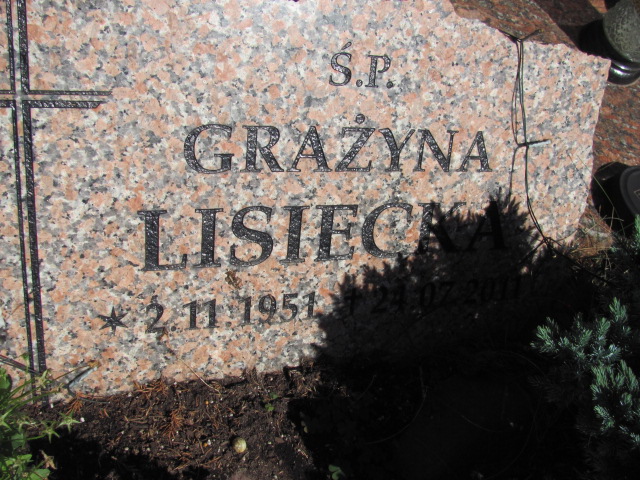 Ś.P.
GRAŻYNA
LISIECKA
* 2.11 1951 † 24.07.2011